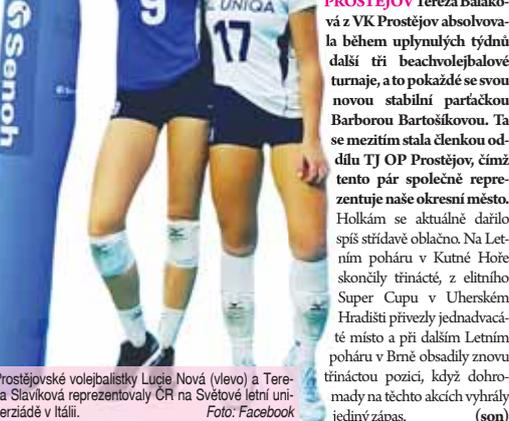 Senoh
9
UNIQA
17
Prostějovské volejbalistky Lucie Nová (vlevo) a Tere-
a Slavíková reprezentovaly ČR na Světové letní uni-
erziádě v Itálii. Foto: Facebook
PROSTĚJOV Tereza Baláko-
vá z VK Prostějov absolvova-
la během uplynulých týdnů
další tři beachvolejbalové
turnaje, a to pokaždé se svou
novou stabilní parťačkou
Barborou Bartošíkovou. Ta
se mezitím stala členkou od-
dílu TJ OP Prostějov, čímž
tento pár společně repre-
zentuje naše okresní město.
Holkám se aktuálně dařilo
spíš střídavě oblačno. Na Let-
ním poháru v Kutné Hoře
skončily třinácté, z elitního
Super Cupu v Uherském
Hradišti přivezly jednadvacá-
té místo a při dalším Letním
poháru v Brně obsadily znovu
třináctou pozici, když dohro-
mady na těchto akcích vyhrály
jediný zápas. (son)